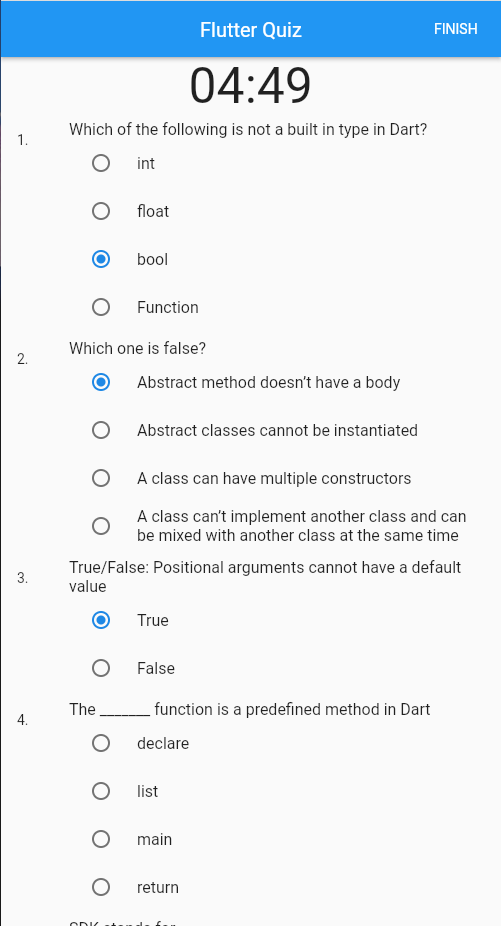 Flutter Quiz
FINISH
04:49
1.
Which of the following is not a built in type in Dart?
int
float
bool
Function
2.
Which one is false?
Abstract method doesn’t have a body
Abstract classes cannot be instantiated
A class can have multiple constructors
A class can’t implement another class and can
be mixed with another class at the same time
3.
True/False: Positional arguments cannot have a default
value
True
False
4.
The _______ function is a predefined method in Dart
declare
list
main
return
SDK stands for